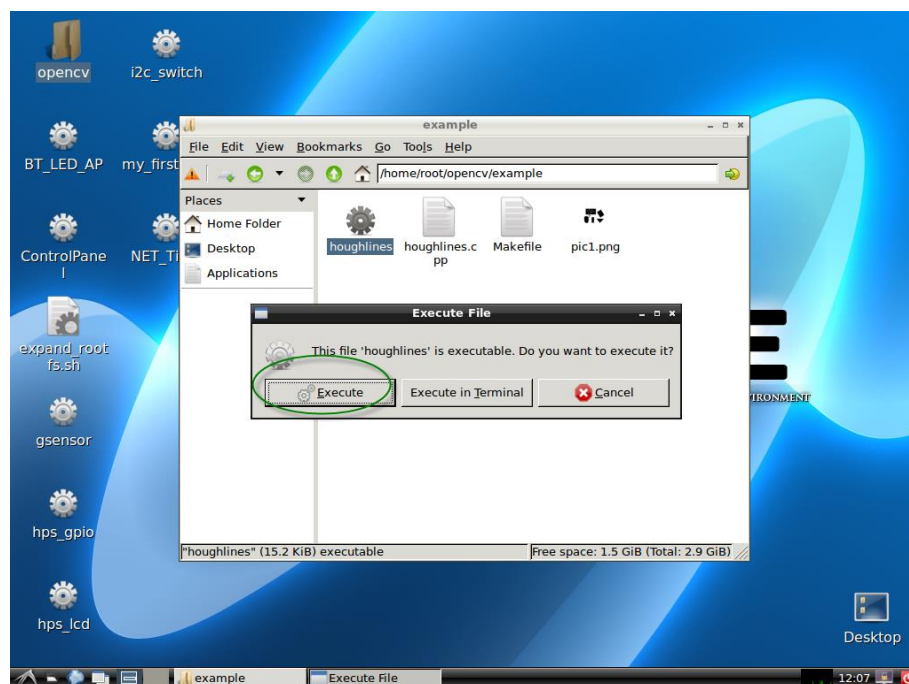 opencv
i2c_switch
example
File Edit View Bookmarks Go Tools Help
BT_LED_AP
my_first
/home/root/opencv/example
Places
Home Folder
Desktop
Applications
houghlines
houghlines.c
pp
Makefile
pic1.png
ControlPane
l
NET_Ti
Execute File
This file 'houghlines' is executable. Do you want to execute it?
Execute
Execute in Terminal
Cancel
expand_root
fs.sh
E
IRONMENT
gsensor
hps_gpio
"houghlines" (15.2 KiB) executable
Free space: 1.5 GiB (Total: 2.9 GiB)
hps_lcd
Desktop
example
Execute File
12:07